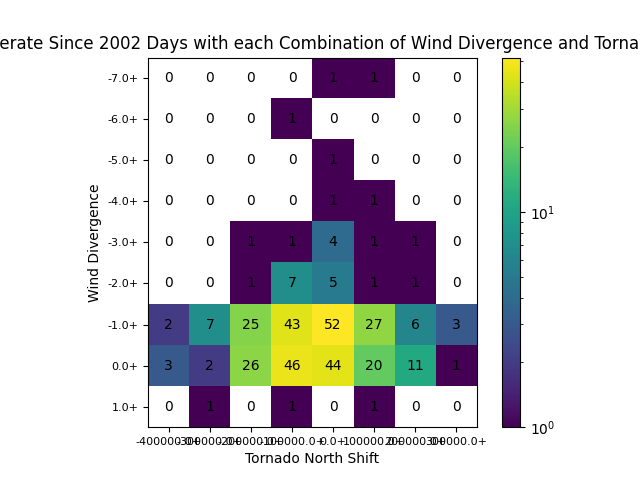 erate Since 2002 Days with each Combination of Wind Divergence and Torna
-7.0+ 0 0 0 0 1 1 0 0
-6.0+ 0 0 0 1 0 0 0 0
-5.0+ 0 0 0 0 1 0 0 0
-4.0+ 0 0 0 0 1 1 0 0
-3.0+ 0 0 1 1 4 1 1 0
-2.0+ 0 0 1 7 5 1 1 0
-1.0+ 2 7 25 43 52 27 6 3
0.0+ 3 2 26 46 44 20 11 1
1.0+ 0 1 0 1 0 1 0 0
Wind Divergence
Tornado North Shift
10¹
10⁰